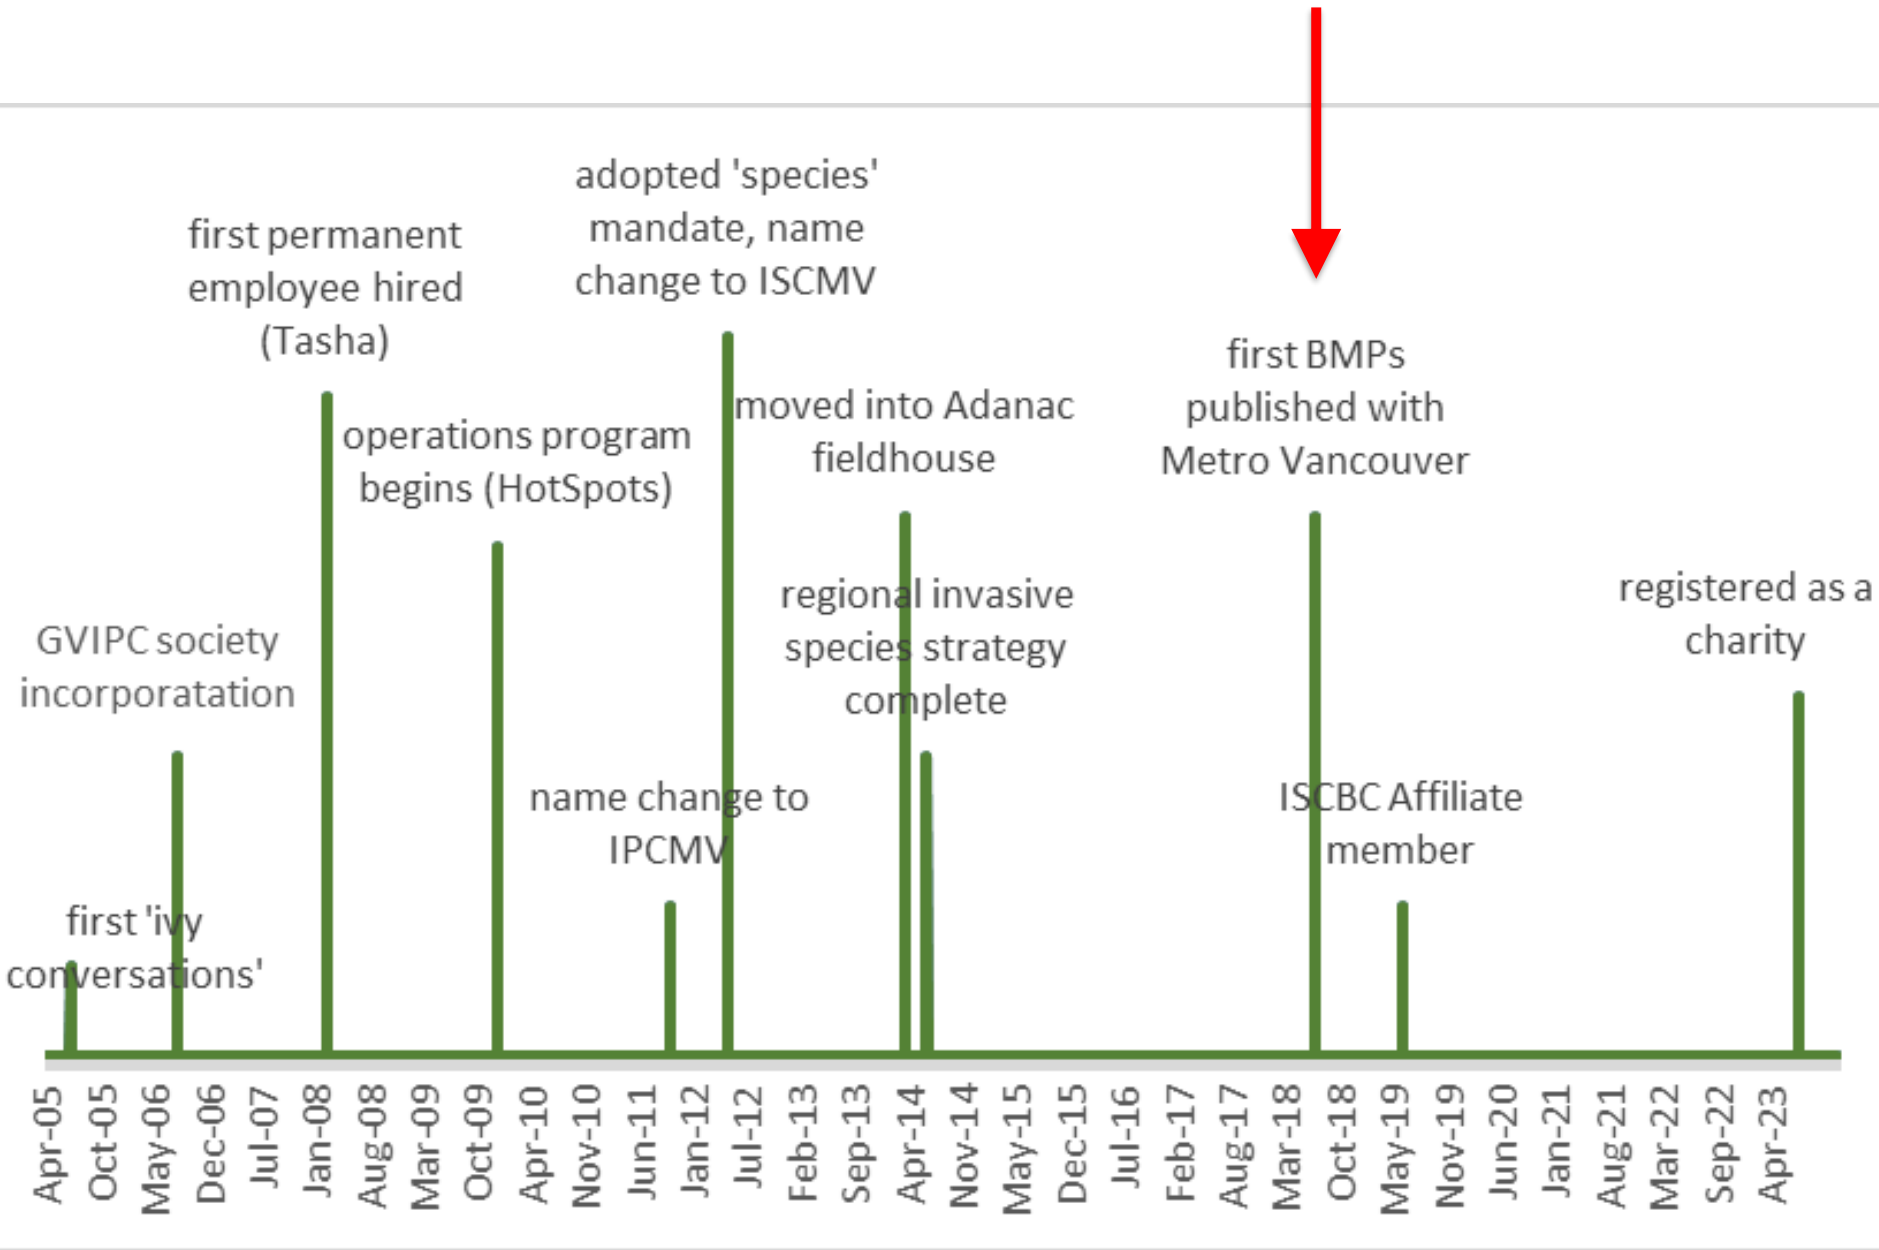 adopted 'species'
mandate, name
change to ISCMV
first permanent
employee hired
(Tasha)
first BMPs
published with
Metro Vancouver
moved into Adanac
fieldhouse
operations program
begins (HotSpots)
regional invasive
species strategy
complete
registered as a
charity
GVIPC society
incorporatation
name change to
IPCMV
ISCBC Affiliate
member
first 'ivy
conversations'
Apr-05
Oct-05
May-06
Dec-06
Jul-07
Jan-08
Aug-08
Mar-09
Oct-09
Apr-10
Nov-10
Jun-11
Jan-12
Jul-12
Feb-13
Sep-13
Apr-14
Nov-14
May-15
Dec-15
Jul-16
Feb-17
Aug-17
Mar-18
Oct-18
May-19
Nov-19
Jun-20
Jan-21
Aug-21
Mar-22
Sep-22
Apr-23